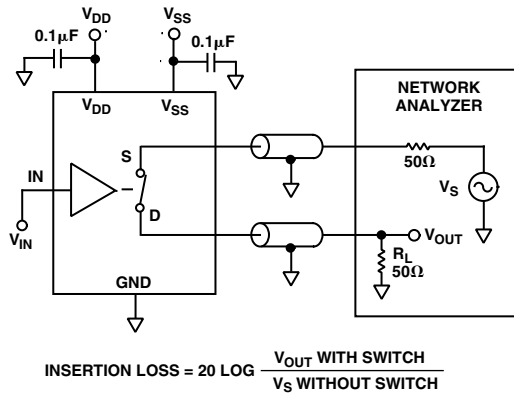 V_DD
V_SS
0.1µF
0.1µF
V_DD
V_SS
NETWORK
ANALYZER
S
50Ω
IN
V_S
D
V_OUT
V_IN
R_L
50Ω
GND
INSERTION LOSS = 20 LOG V_OUT WITH SWITCH
V_S WITHOUT SWITCH